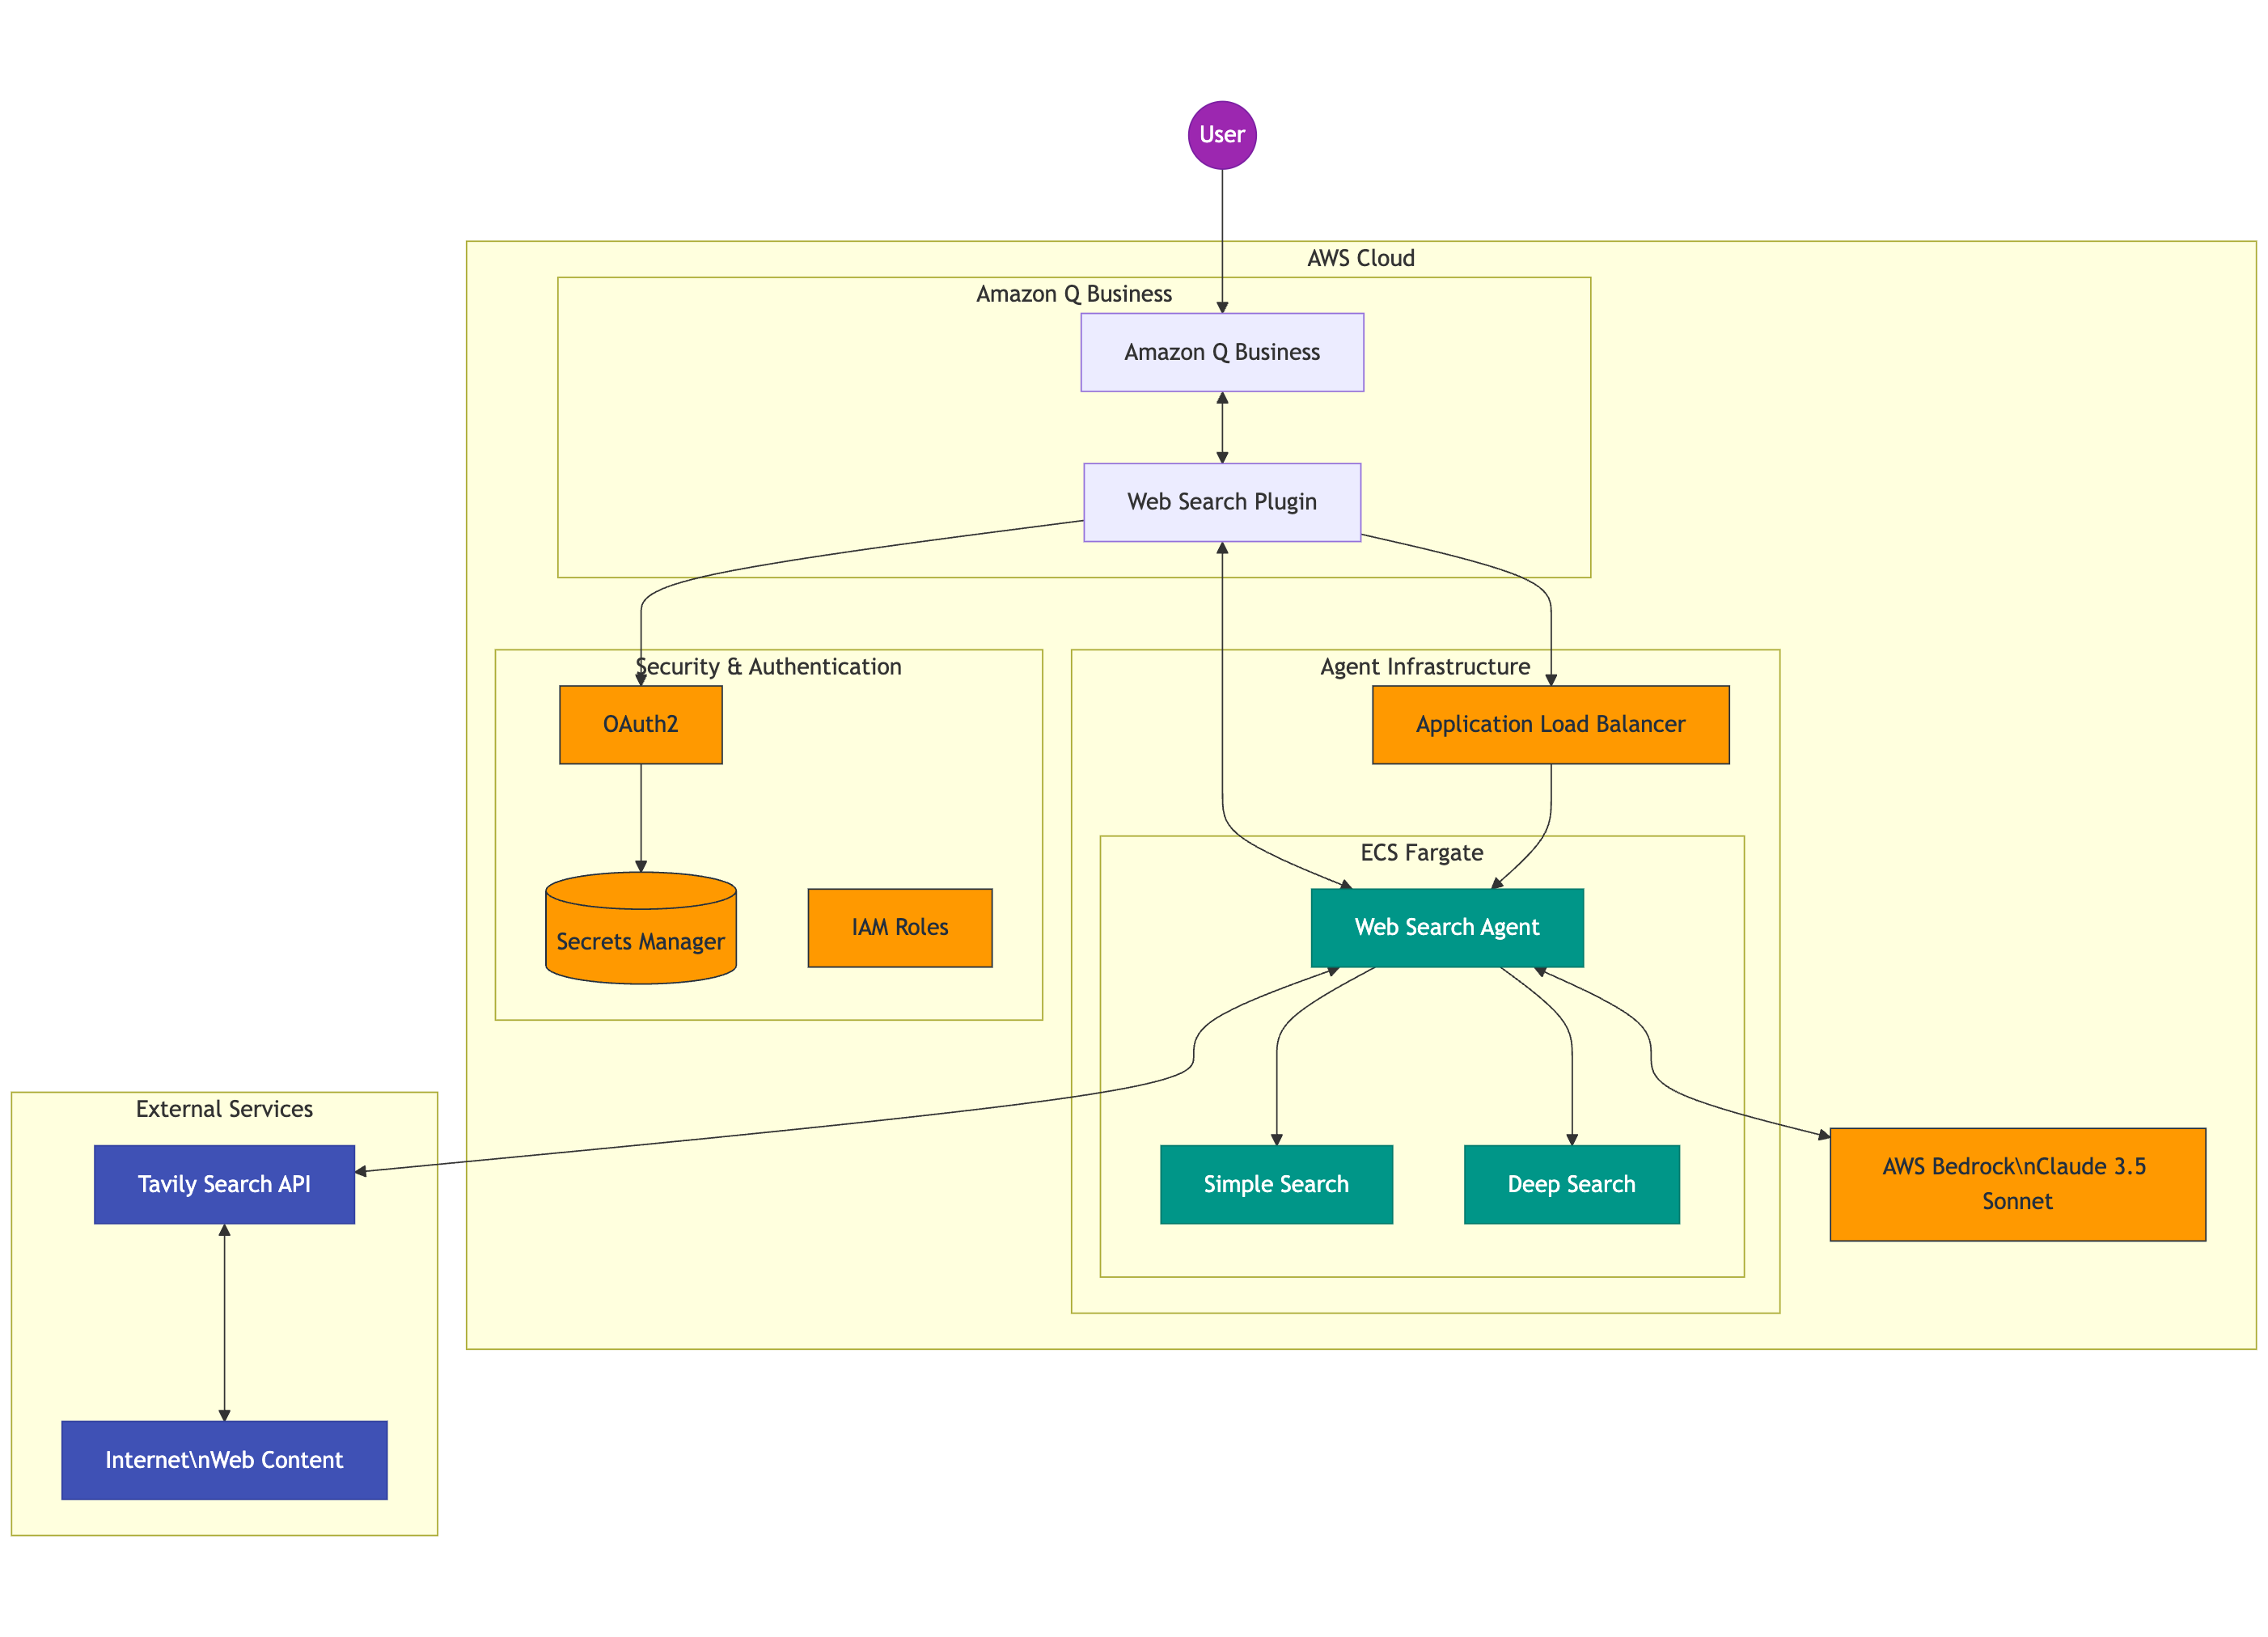 User
AWS Cloud
Amazon Q Business
Amazon Q Business
Web Search Plugin
Security & Authentication
Agent Infrastructure
OAuth2
Application Load Balancer
ECS Fargate
Secrets Manager
IAM Roles
Web Search Agent
External Services
Tavily Search API
Simple Search
Deep Search
AWS Bedrock\nClaude 3.5
Sonnet
Internet\nWeb Content